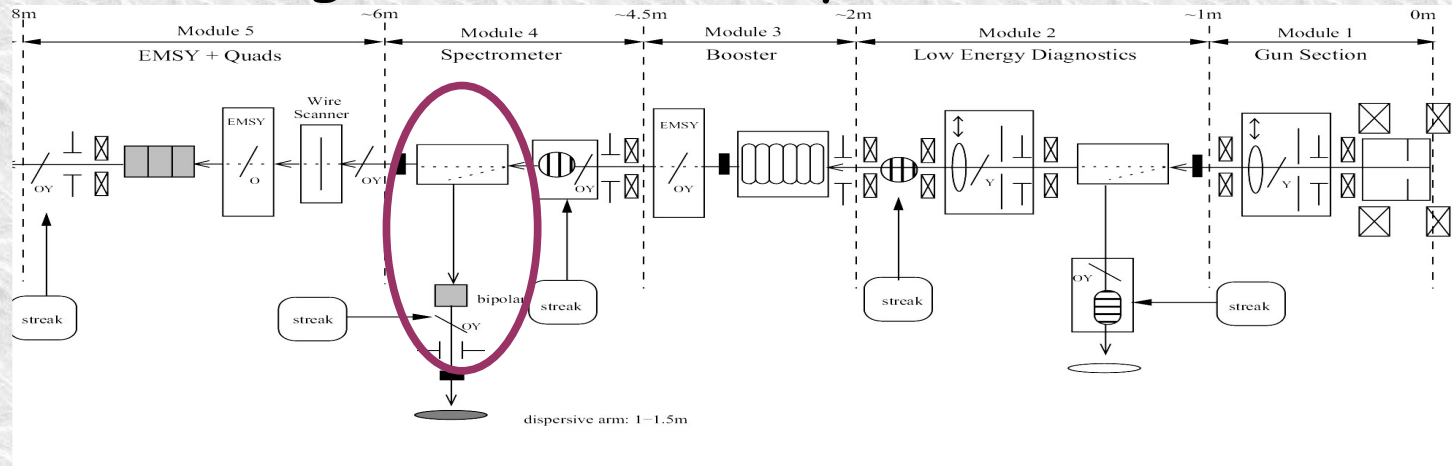 8m
~6m
~4.5m
~2m
~1m
0m
Module 5
Module 4
Module 3
Module 2
Module 1
EMSY + Quads
Spectrometer
Booster
Low Energy Diagnostics
Gun Section
Wire
Scanner
EMSY
EMSY
OY
O
OY
OY
OY
Y
Y
OY
bipolar
OY
streak
streak
streak
streak
streak
dispersive arm: 1−1.5m